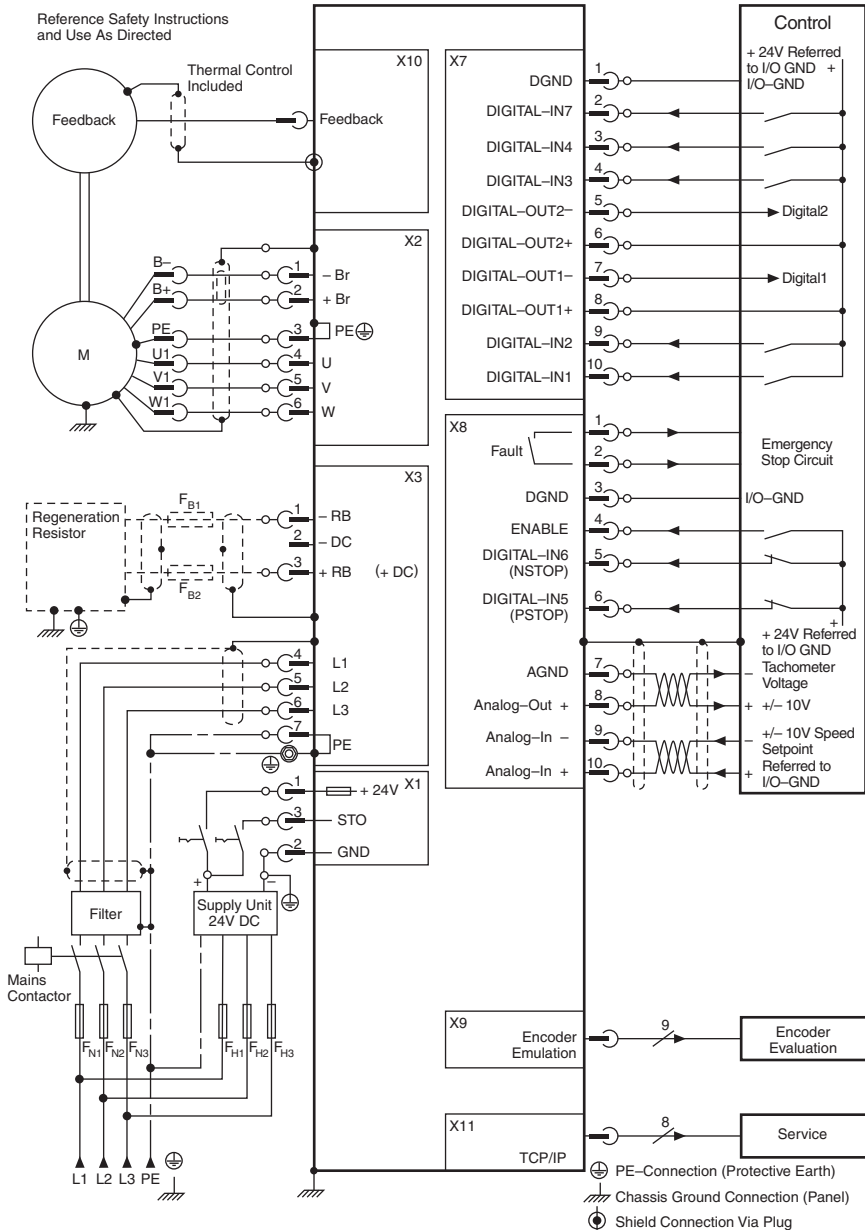 Reference Safety Instructions
and Use As Directed
Thermal Control
Included
Feedback
X10
Feedback
X2
B–
1
– Br
B+
2
+ Br
PE
3
PE
M
U1
4
U
V1
5
V
W1
6
W
X3
Regeneration
Resistor
FB1
1
– RB
2
– DC
3
+ RB
(+ DC)
FB2
4
L1
5
L2
6
L3
7
PE
X1
1
+ 24V
3
STO
2
GND
+
–
Filter
Supply Unit
24V DC
Mains
Contactor
FN1
FN2
FN3
FH1
FH2
FH3
L1
L2
L3
PE
X7
DGND
1
DIGITAL–IN7
2
DIGITAL–IN4
3
DIGITAL–IN3
4
DIGITAL–OUT2–
5
Digital2
DIGITAL–OUT2+
6
DIGITAL–OUT1–
7
Digital1
DIGITAL–OUT1+
8
DIGITAL–IN2
9
DIGITAL–IN1
10
Control
+ 24V Referred
to I/O GND +
I/O–GND
X8
Fault
1
2
Emergency
Stop Circuit
DGND
3
I/O–GND
ENABLE
4
DIGITAL–IN6
(NSTOP)
5
DIGITAL–IN5
(PSTOP)
6
+
+ 24V Referred
to I/O GND
AGND
7
– Tachometer
Voltage
Analog–Out +
8
+ +/– 10V
Analog–In –
9
– +/– 10V Speed
Setpoint
Analog–In +
10
+ Referred to
I/O–GND
X9
Encoder
Emulation
9
Encoder
Evaluation
X11
TCP/IP
8
Service
PE–Connection (Protective Earth)
Chassis Ground Connection (Panel)
Shield Connection Via Plug